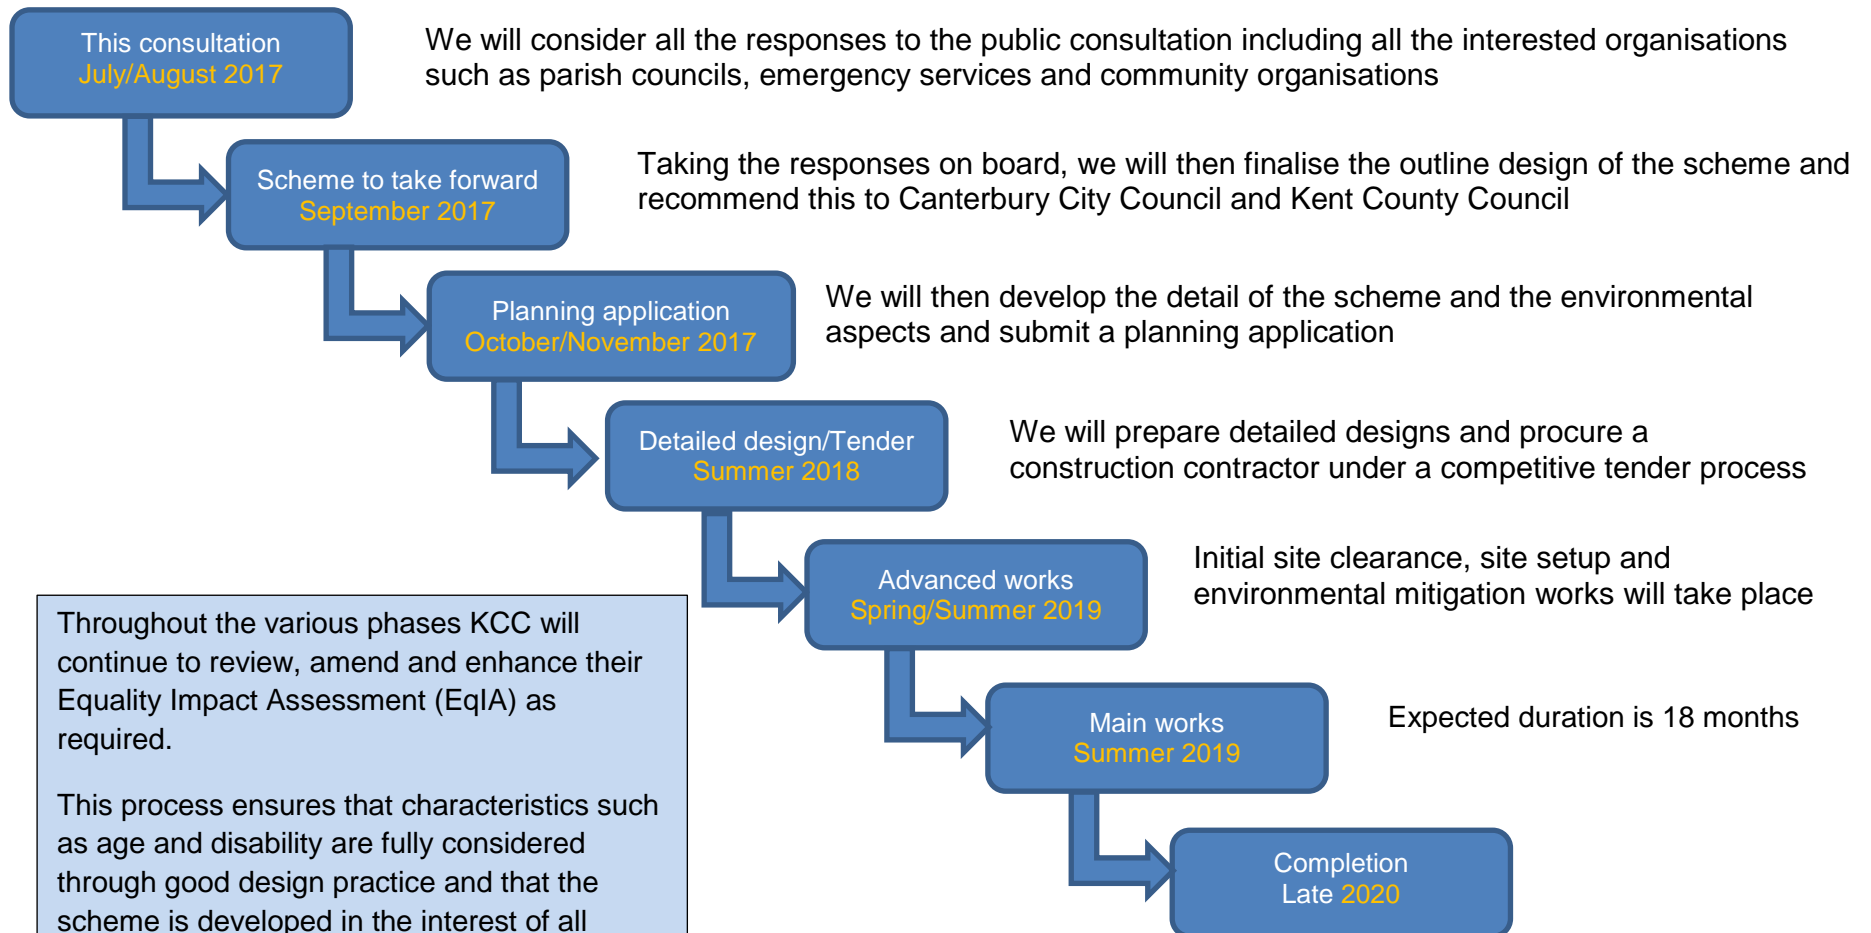 This consultation
July/August 2017
We will consider all the responses to the public consultation including all the interested organisations
such as parish councils, emergency services and community organisations
Scheme to take forward
September 2017
Taking the responses on board, we will then finalise the outline design of the scheme and
recommend this to Canterbury City Council and Kent County Council
Planning application
October/November 2017
We will then develop the detail of the scheme and the environmental
aspects and submit a planning application
Detailed design/Tender
Summer 2018
We will prepare detailed designs and procure a
construction contractor under a competitive tender process
Advanced works
Spring/Summer 2019
Initial site clearance, site setup and
environmental mitigation works will take place
Main works
Summer 2019
Expected duration is 18 months
Completion
Late 2020
Throughout the various phases KCC will
continue to review, amend and enhance their
Equality Impact Assessment (EqIA) as
required.
This process ensures that characteristics such
as age and disability are fully considered
through good design practice and that the
scheme is developed in the interest of all